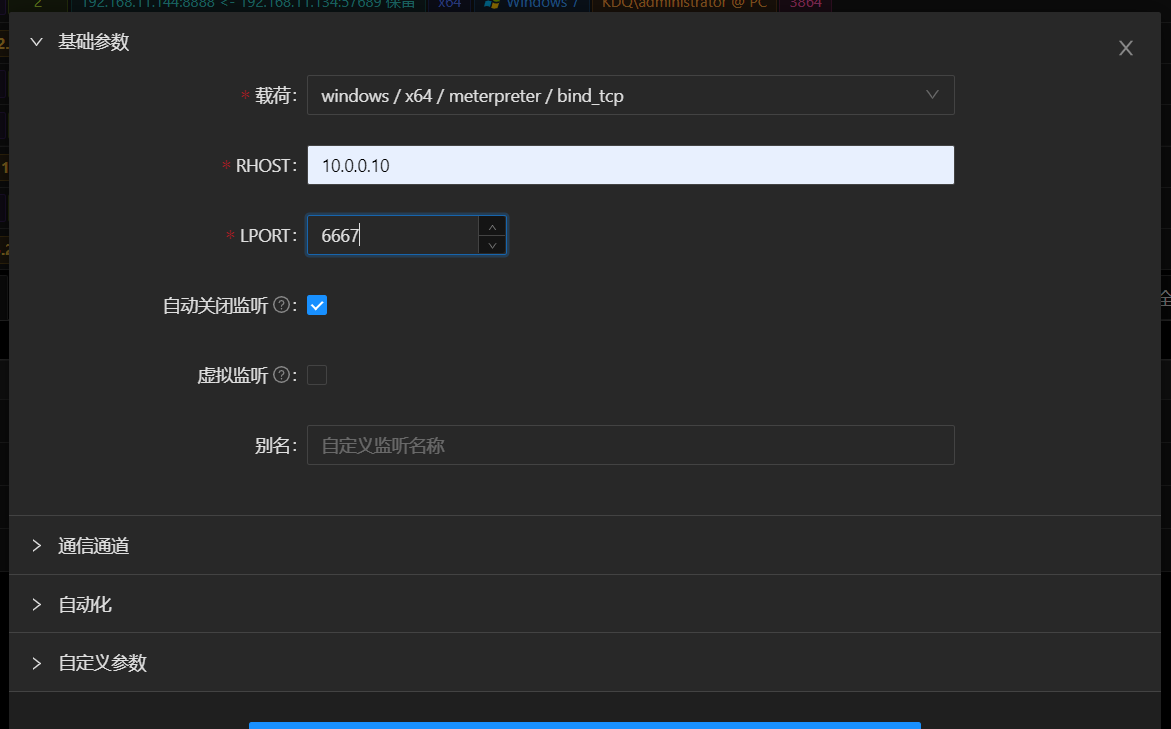 2 192.168.11.144:8888 <- 192.168.11.134:57689 保留 x64 Windows 7 KDQ\administrator @ PC 3864
基础参数
* 载荷: windows / x64 / meterpreter / bind_tcp
* RHOST: 10.0.0.10
* LPORT: 6667
自动关闭监听 ?:
虚拟监听 ?:
别名: 自定义监听名称
通信通道
自动化
自定义参数